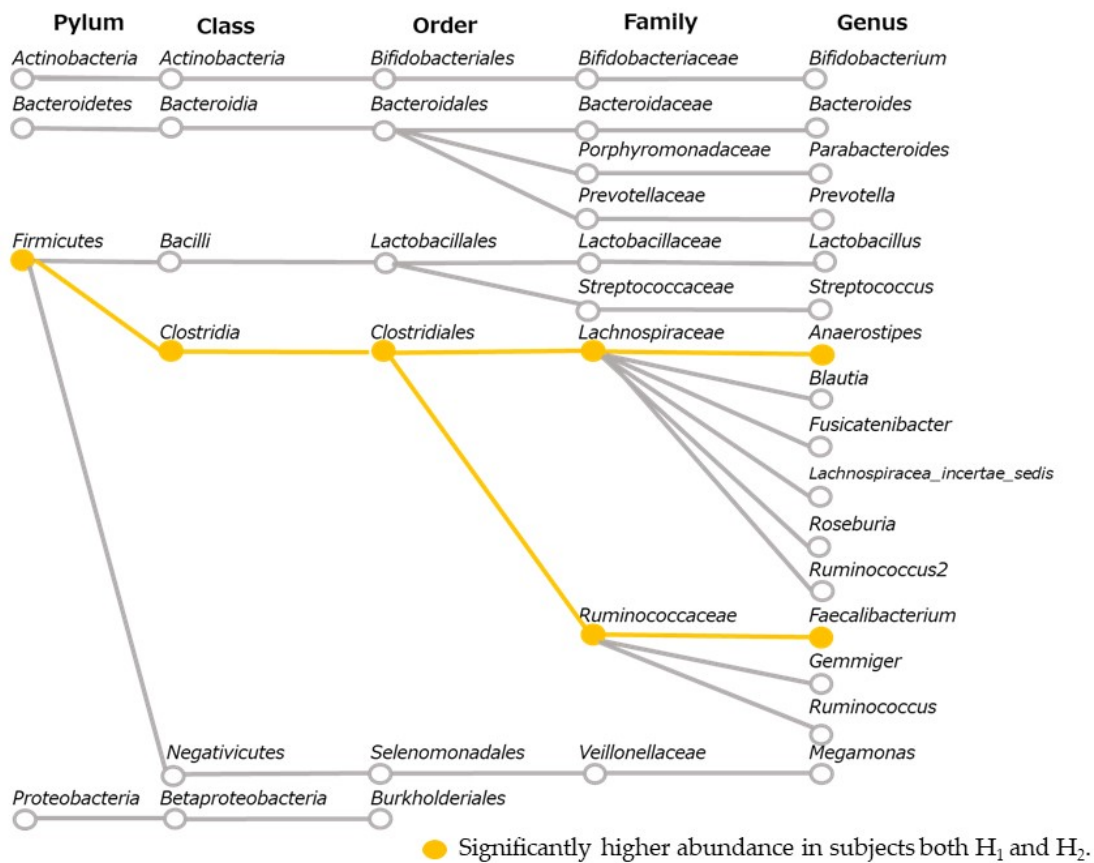 Pylum Class Order Family Genus
Actinobacteria Actinobacteria Bifidobacteriales Bifidobacteriaceae Bifidobacterium
Bacteroidetes Bacteroidia Bacteroidales Bacteroidaceae Bacteroides
Porphyromonadaceae Parabacteroides
Prevotellaceae Prevotella
Firmicutes Bacilli Lactobacillales Lactobacillaceae Lactobacillus
Streptococcaceae Streptococcus
Clostridia Clostridiales Lachnospiraceae Anaerostipes
Blautia
Fusicatenibacter
Lachnospiracea_incertae_sedis
Roseburia
Ruminococcus2
Ruminococcaceae Faecalibacterium
Gemmiger
Ruminococcus
Negativicutes Selenomonadales Veillonellaceae Megamonas
Proteobacteria Betaproteobacteria Burkholderiales
Significantly higher abundance in subjects both H₁ and H₂.